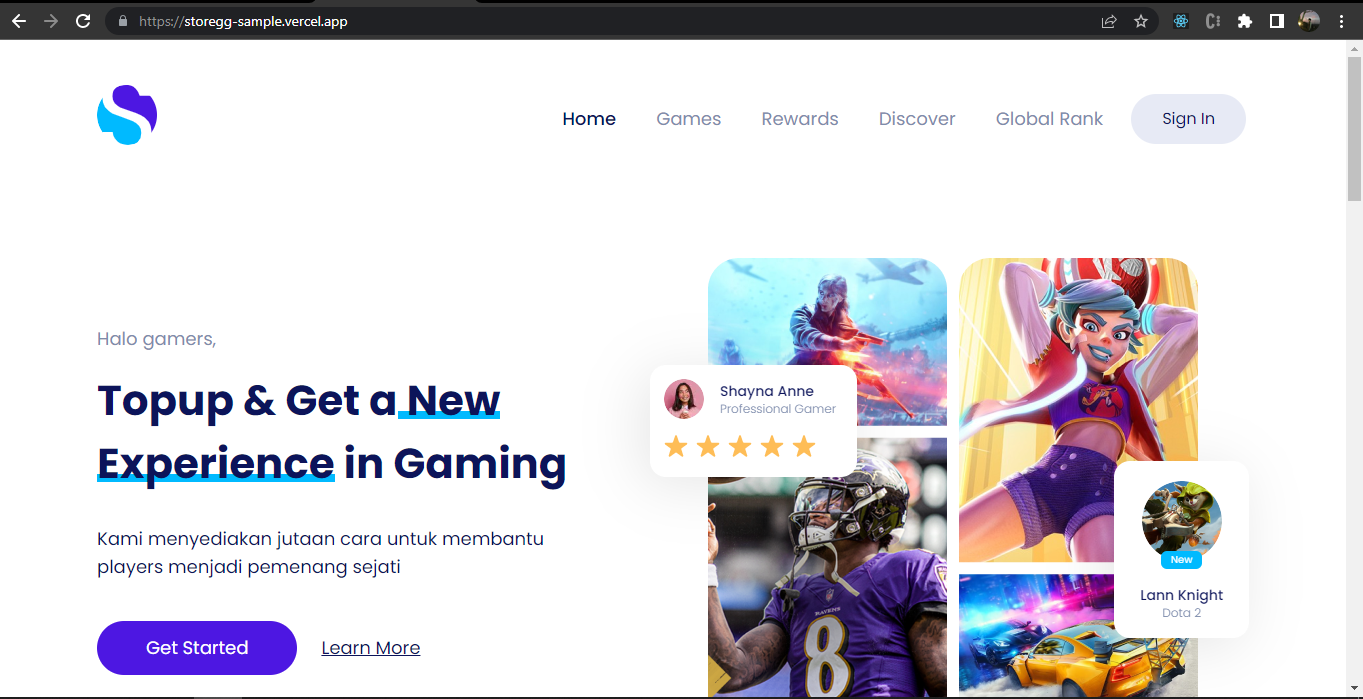 https://storegg-sample.vercel.app
Home Games Rewards Discover Global Rank Sign In
Halo gamers,
Topup & Get a New
Experience in Gaming
Kami menyediakan jutaan cara untuk membantu
players menjadi pemenang sejati
Get Started Learn More
Shayna Anne
Professional Gamer
RAVENS
8
New
Lann Knight
Dota 2